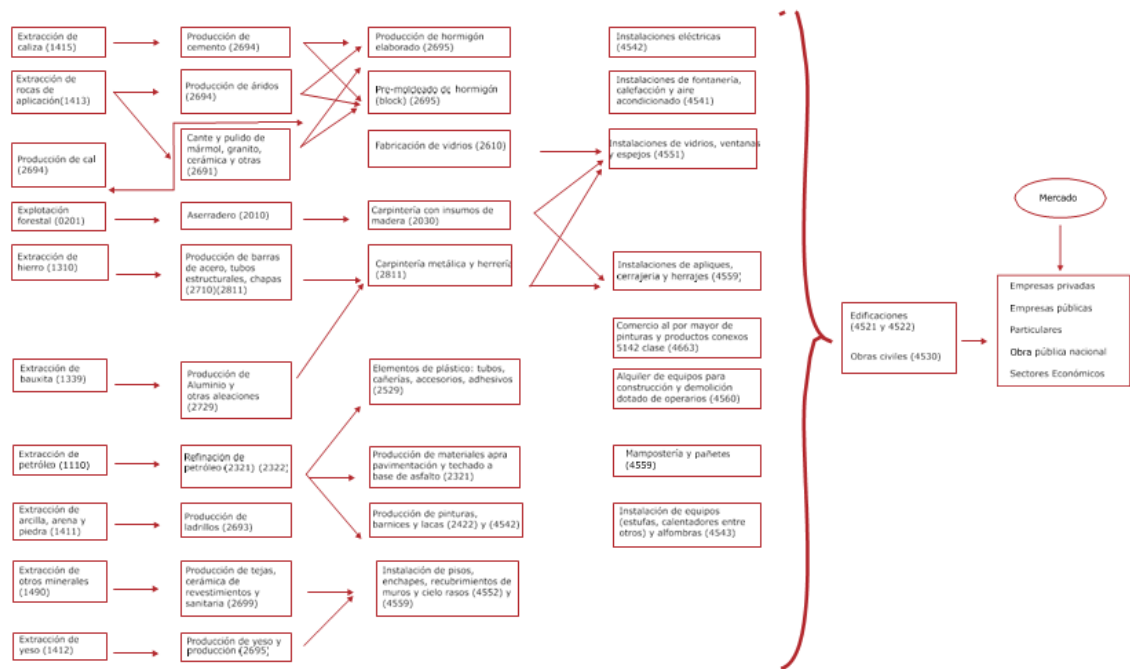 Extracción de
caliza (1415)
Producción de
cemento (2694)
Producción de hormigón
elaborado (2695)
Instalaciones eléctricas
(4542)
Extracción de
rocas de
aplicación(1413)
Producción de áridos
(2694)
Pre-moldeado de hormigón
(block) (2695)
Instalaciones de fontanería,
calefacción y aire
acondicionado (4541)
Producción de cal
(2694)
Cante y pulido de
mármol, granito,
cerámica y otras
(2691)
Fabricación de vidrios (2610)
Instalaciones de vidrios, ventanas
y espejos (4551)
Explotación
forestal (0201)
Aserradero (2010)
Carpintería con insumos de
madera (2030)
Extracción de
hierro (1310)
Producción de barras
de acero, tubos
estructurales, chapas
(2710)(2811)
Carpintería metálica y herrería
(2811)
Instalaciones de apliques,
cerrajeria y herrajes (4559)
Comercio al por mayor de
pinturas y productos conexos
5142 clase (4663)
Extracción de
bauxita (1339)
Producción de
Aluminio y
otras aleaciones
(2729)
Elementos de plástico: tubos,
cañerías, accesorios, adhesivos
(2529)
Alquiler de equipos para
construcción y demolición
dotado de operarios (4560)
Extracción de
petróleo (1110)
Refinación de
petróleo (2321) (2322)
Producción de materiales apra
pavimentación y techado a
base de asfalto (2321)
Mampostería y pañetes
(4559)
Extracción de
arcilla, arena y
piedra (1411)
Producción de
ladrillos (2693)
Producción de pinturas,
barnices y lacas (2422) y (4542)
Instalación de equipos
(estufas, calentadores entre
otros) y alfombras (4543)
Extracción de
otros minerales
(1490)
Producción de tejas,
cerámica de
revestimientos y
sanitaria (2699)
Instalación de pisos,
enchapes, recubrimientos de
muros y cielo rasos (4552) y
(4559)
Extracción de
yeso (1412)
Producción de yeso y
producción (2695)
Edificaciones
(4521 y 4522)
Obras civiles (4530)
Mercado
Empresas privadas
Empresas públicas
Particulares
Obra pública nacional
Sectores Económicos